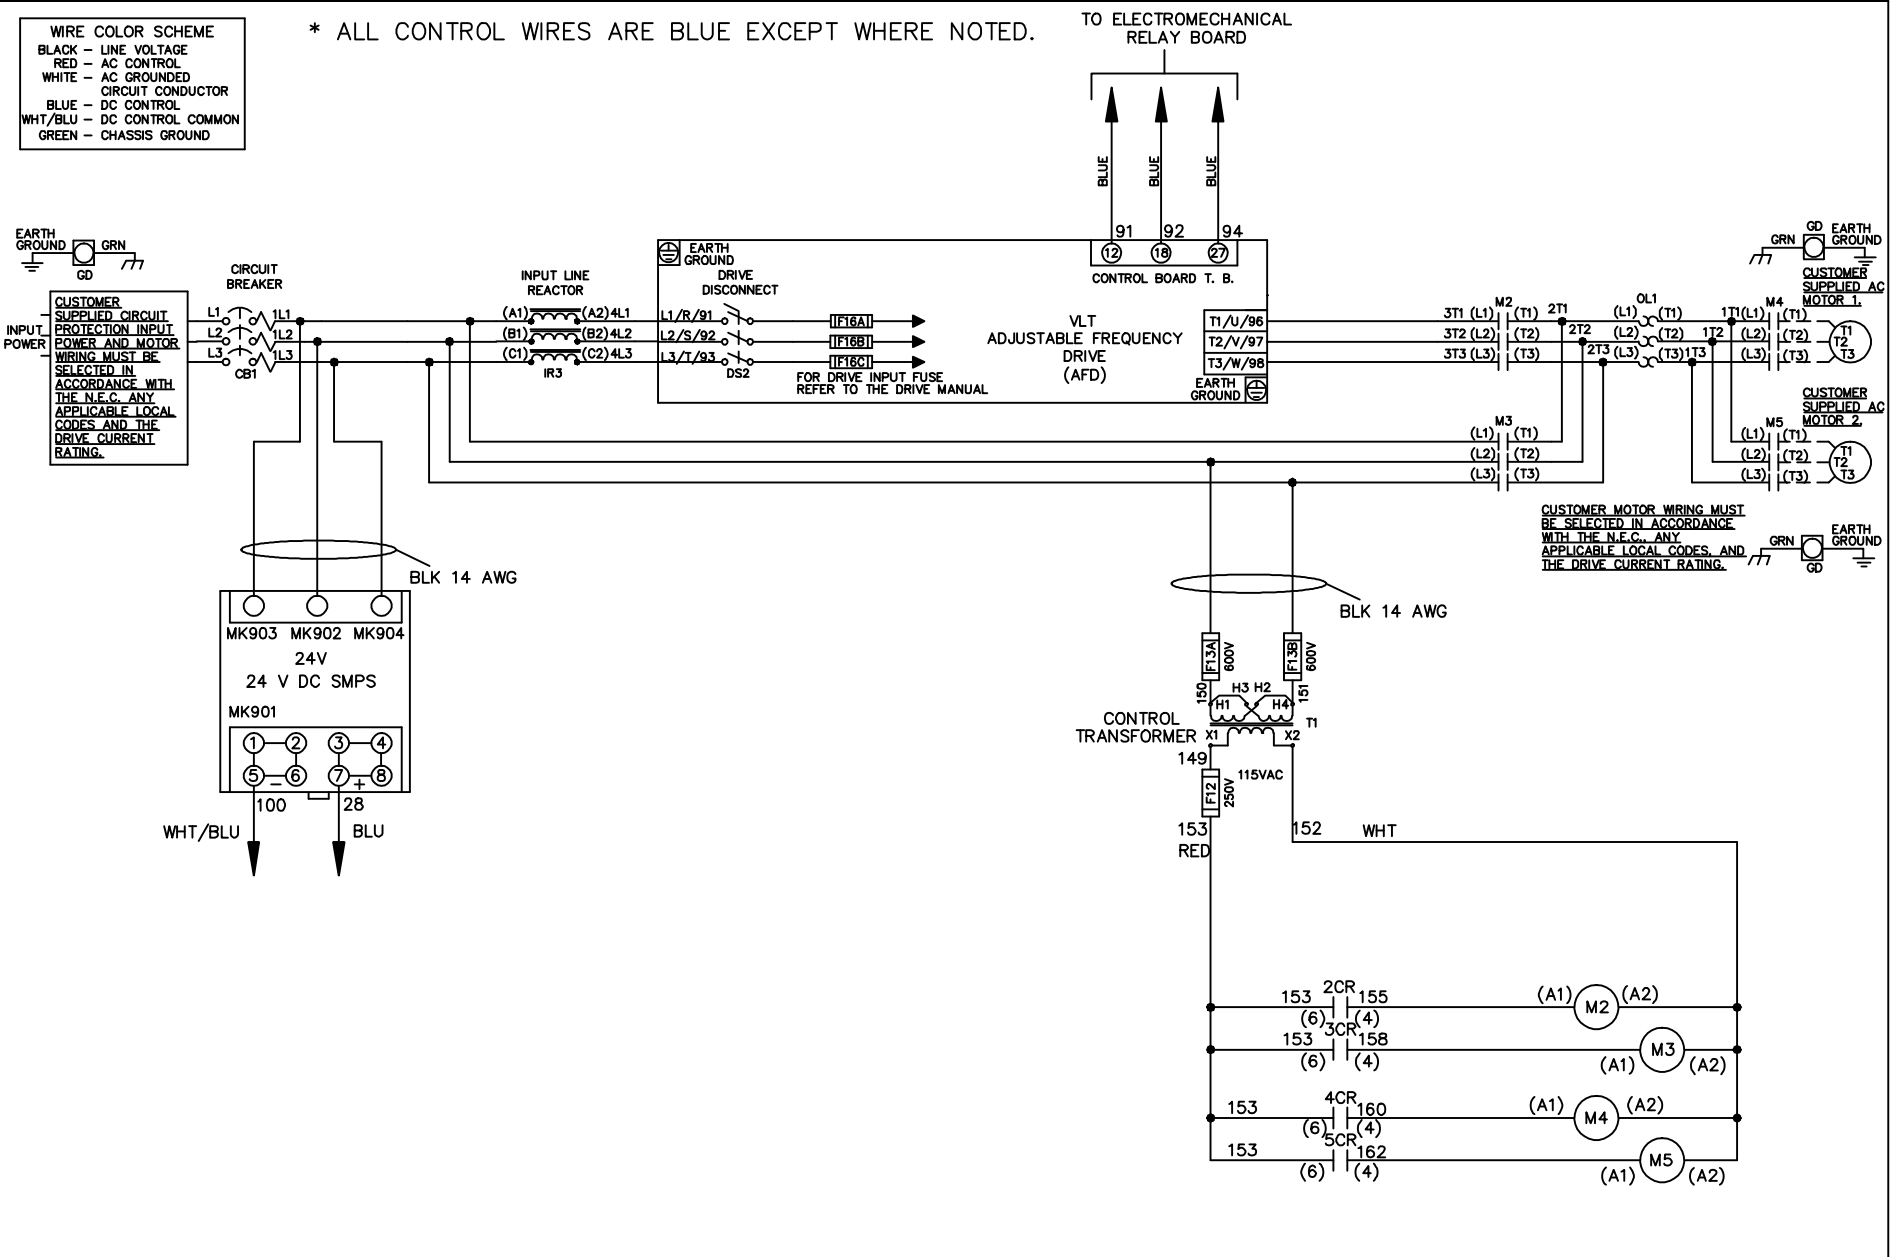 WIRE COLOR SCHEME
BLACK – LINE VOLTAGE
RED – AC CONTROL
WHITE – AC GROUNDED
CIRCUIT CONDUCTOR
BLUE – DC CONTROL
WHT/BLU – DC CONTROL COMMON
GREEN – CHASSIS GROUND
* ALL CONTROL WIRES ARE BLUE EXCEPT WHERE NOTED.
TO ELECTROMECHANICAL
RELAY BOARD
BLUE
BLUE
BLUE
91 92 94
12 18 27
CONTROL BOARD T. B.
EARTH
GROUND
GRN
GD
INPUT
POWER
CUSTOMER
SUPPLIED CIRCUIT
PROTECTION INPUT
POWER AND MOTOR
WIRING MUST BE
SELECTED IN
ACCORDANCE WITH
THE N.E.C. ANY
APPLICABLE LOCAL
CODES AND THE
DRIVE CURRENT
RATING.
CIRCUIT
BREAKER
L1 1L1
L2 1L2
L3 1L3
CB1
INPUT LINE
REACTOR
(A1) (A2) 4L1
(B1) (B2) 4L2
(C1) (C2) 4L3
IR3
EARTH
GROUND
DRIVE
DISCONNECT
L1/R/91
L2/S/92
L3/T/93
DS2
F16A
F16B
F16C
FOR DRIVE INPUT FUSE
REFER TO THE DRIVE MANUAL
VLT
ADJUSTABLE FREQUENCY
DRIVE
(AFD)
T1/U/96
T2/V/97
T3/W/98
EARTH
GROUND
M2
3T1 (L1) (T1) 2T1
3T2 (L2) (T2) 2T2
3T3 (L3) (T3) 2T3
OL1
(L1) (T1) 1T1
(L2) (T2) 1T2
(L3) (T3) 1T3
M4
(L1) (T1)
(L2) (T2)
(L3) (T3)
T1
T2
T3
GRN
GD
EARTH
GROUND
CUSTOMER
SUPPLIED AC
MOTOR 1.
M3
(L1) (T1)
(L2) (T2)
(L3) (T3)
CUSTOMER
SUPPLIED AC
MOTOR 2.
M5
(L1) (T1)
(L2) (T2)
(L3) (T3)
T1
T2
T3
CUSTOMER MOTOR WIRING MUST
BE SELECTED IN ACCORDANCE
WITH THE N.E.C., ANY
APPLICABLE LOCAL CODES, AND
THE DRIVE CURRENT RATING.
GRN
GD
EARTH
GROUND
BLK 14 AWG
MK903 MK902 MK904
24V
24 V DC SMPS
MK901
1 2 3 4
5 – 6 7 + 8
100 28
WHT/BLU BLU
BLK 14 AWG
F13A
600V
F13B
600V
150 151
H3 H2
H1 H4
T1
CONTROL
TRANSFORMER
X1 X2
149
115VAC
F12
250V
153
RED
152
WHT
153 2CR 155
(6) (4)
(A1) M2 (A2)
153 3CR 158
(6) (4)
(A1) M3 (A2)
153 4CR 160
(6) (4)
(A1) M4 (A2)
153 5CR 162
(6) (4)
(A1) M5 (A2)